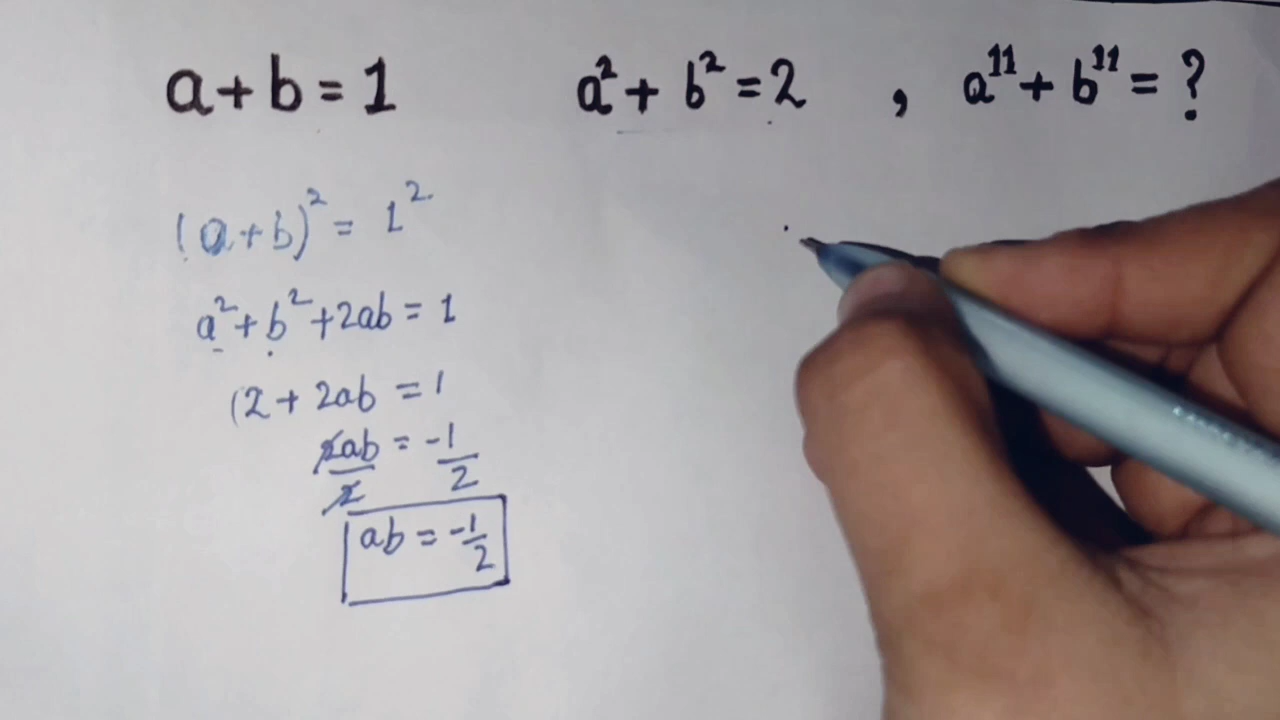 a + b = 1 a² + b² = 2 , a¹¹ + b¹¹ = ?
(a+b)² = 1²
a² + b² + 2ab = 1
(2 + 2ab = 1
2ab/2 = -1/2
ab = -1/2